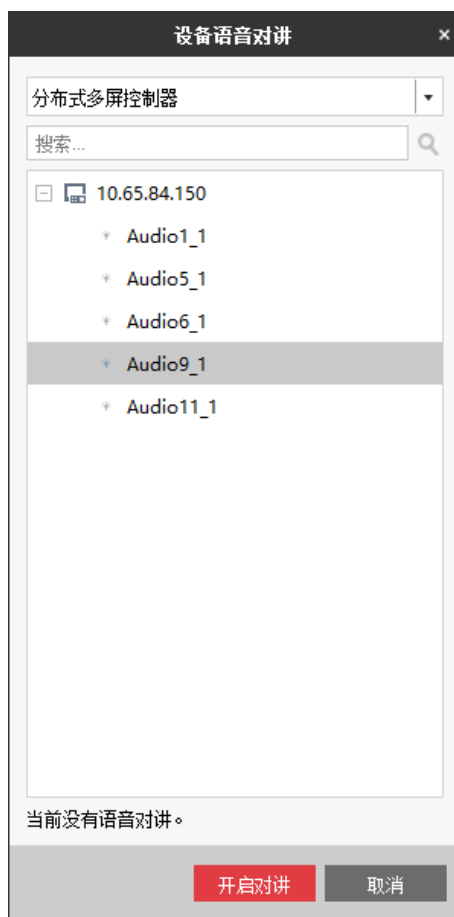 设备语音对讲
分布式多屏控制器
搜索...
10.65.84.150
Audio1_1
Audio5_1
Audio6_1
Audio9_1
Audio11_1
当前没有语音对讲。
开启对讲 取消